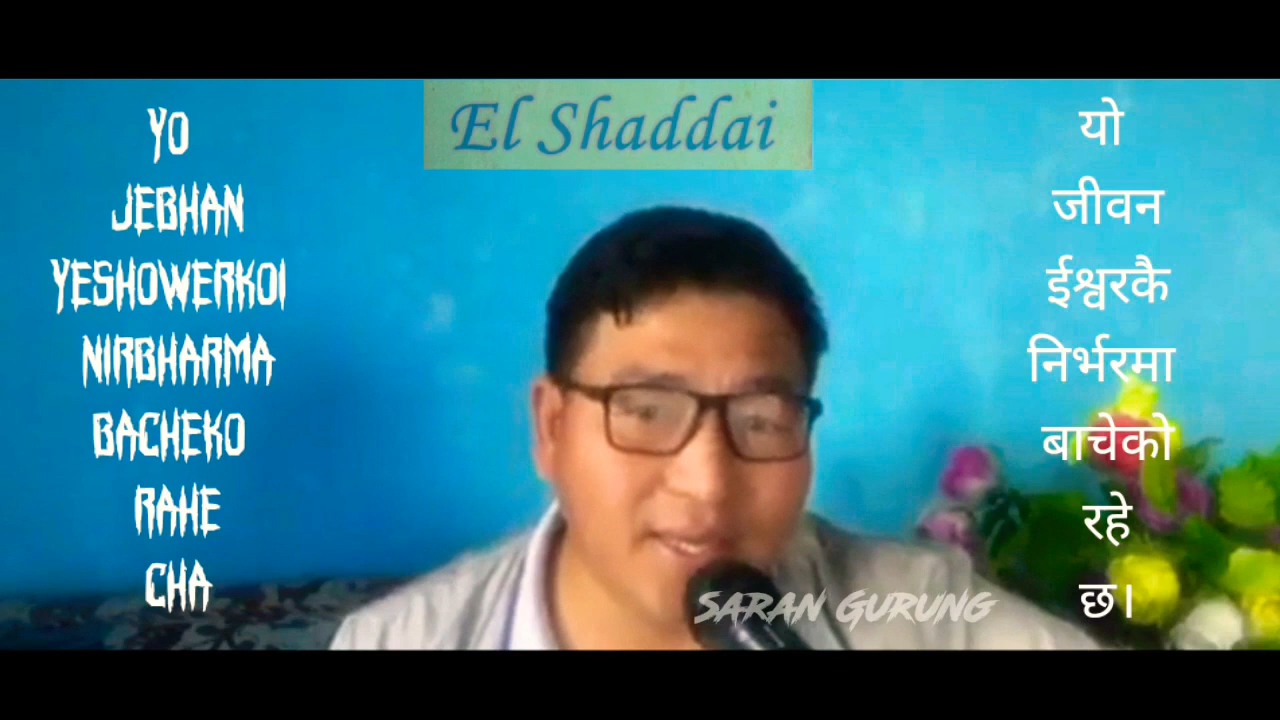 El Shaddai
YO
JEBHAN
YESHOWERKOI
NIRBHARMA
BACHEKO
RAHE
CHA
यो
जीवन
ईश्वरकै
निर्भरमा
बाचेको
रहे
छ।
SARAN GURUNG